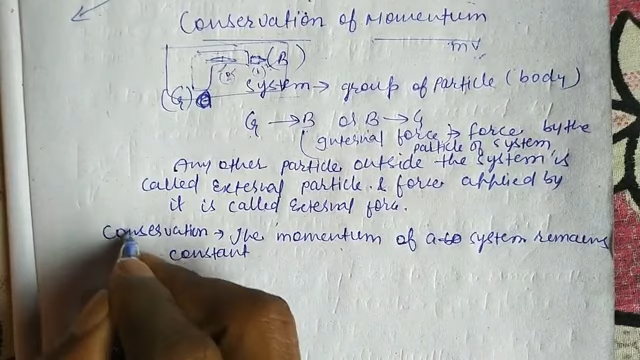 Conservation of Momentum
mv
(B)
System → group of particle (body)
(G)
G → B or B → G
internal force → force by the
particle of system
Any other particle outside the system is
called External particle & force applied by
it is called External force.
Conservation → The momentum of a system remains
constant